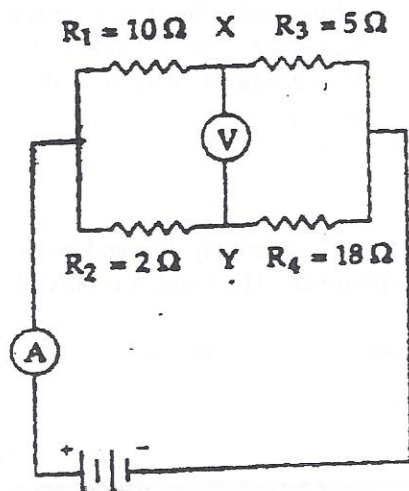 R₁ = 10 Ω X R₃ = 5 Ω
V
R₂ = 2 Ω Y R₄ = 18 Ω
A
+ -